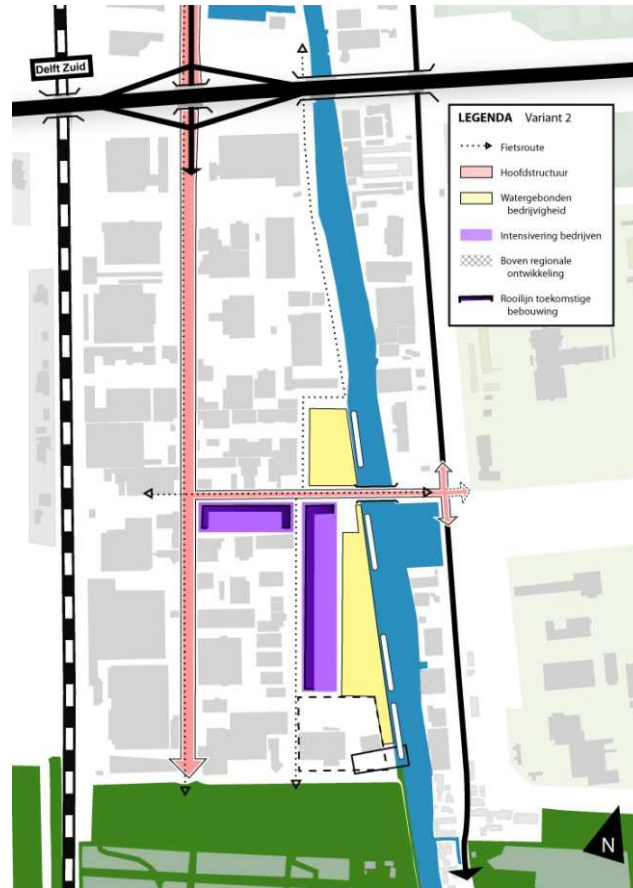 Delft Zuid
LEGENDA Variant 2
Fietsroute
Hoofdstructuur
Watergebonden
bedrijvigheid
Intensivering bedrijven
Boven regionale
ontwikkeling
Rooilijn toekomstige
bebouwing
N